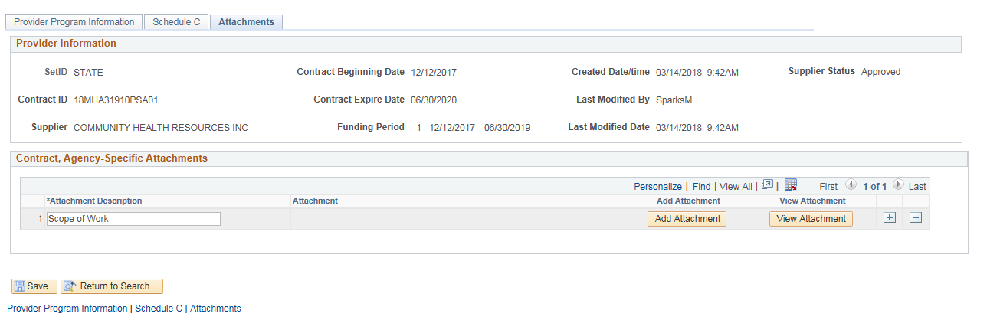 Provider Program Information Schedule C Attachments
Provider Information
SetID STATE Contract Beginning Date 12/12/2017 Created Date/time 03/14/2018 9:42AM Supplier Status Approved
Contract ID 18MHA31910PSA01 Contract Expire Date 06/30/2020 Last Modified By SparksM
Supplier COMMUNITY HEALTH RESOURCES INC Funding Period 1 12/12/2017 06/30/2019 Last Modified Date 03/14/2018 9:42AM
Contract, Agency-Specific Attachments
Personalize | Find | View All | | First 1 of 1 Last
*Attachment Description Attachment Add Attachment View Attachment
1 Scope of Work Add Attachment View Attachment + -
Save Return to Search
Provider Program Information | Schedule C | Attachments